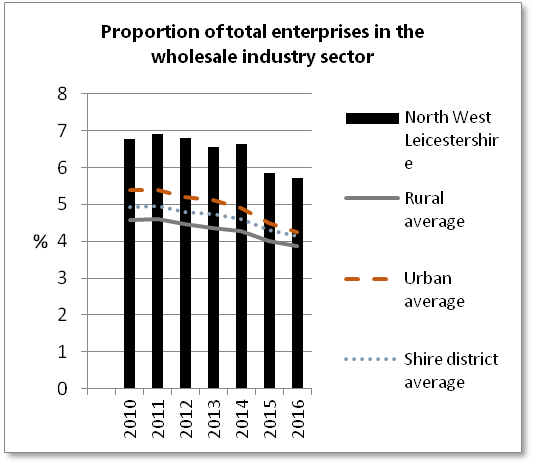 Proportion of total enterprises in the
wholesale industry sector
8
7
6
5
4
3
2
1
0
%
2010
2011
2012
2013
2014
2015
2016
North West
Leicestershir
e
Rural
average
Urban
average
Shire district
average